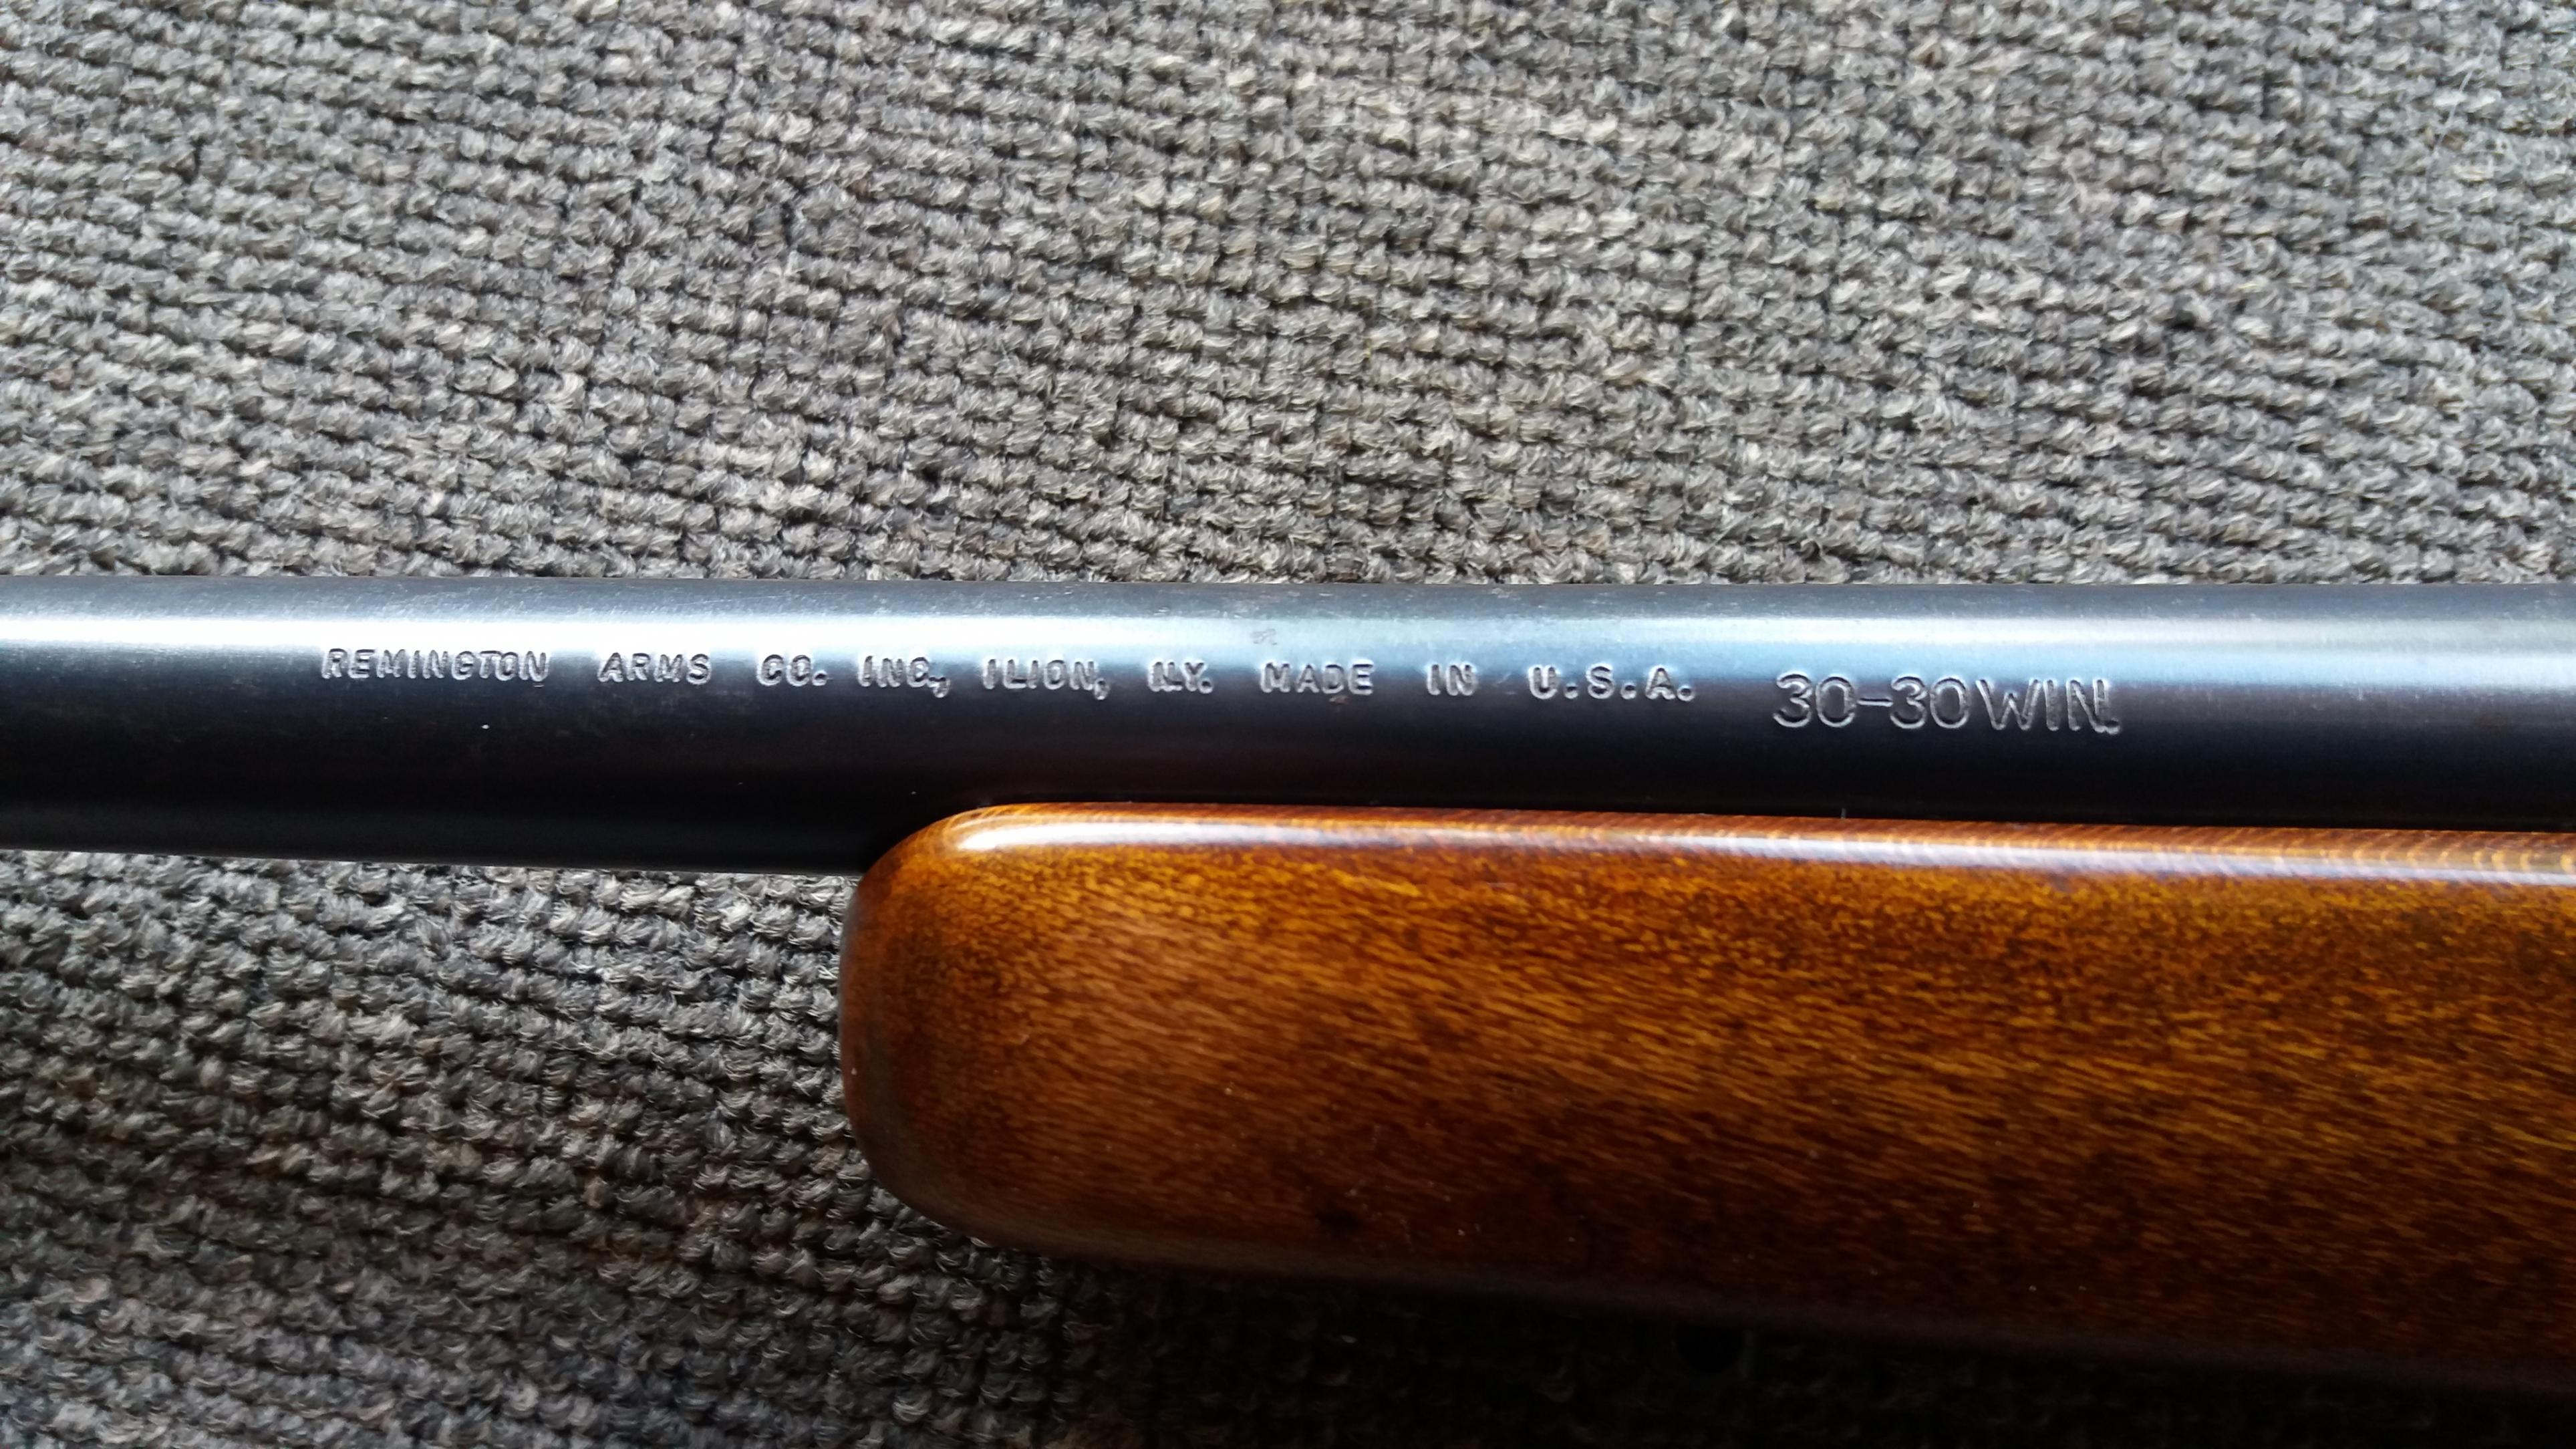 REMINGTON ARMS CO. INC., ILION, N.Y. MADE IN U.S.A. 30-30 WIN.